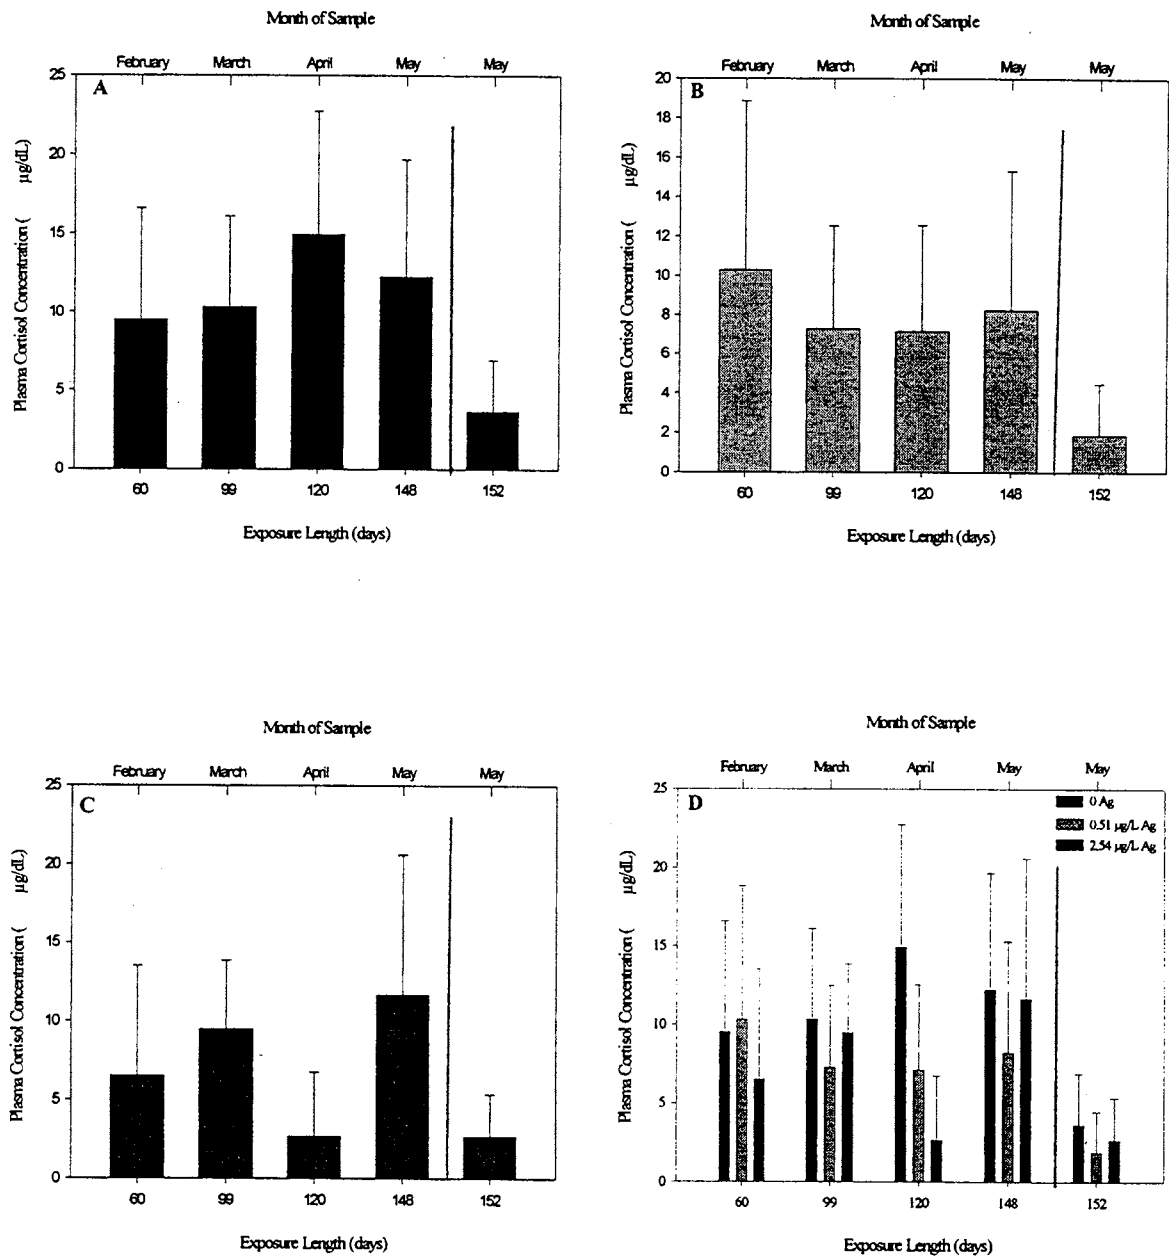 Month of Sample
February March April May May
A
25
20
15
10
5
0
Plasma Cortisol Concentration ( µg/dL)
60 99 120 148 152
Exposure Length (days)
Month of Sample
February March April May May
B
20
18
16
14
12
10
8
6
4
2
0
Plasma Cortisol Concentration ( µg/dL)
60 99 120 148 152
Exposure Length (days)
Month of Sample
February March April May May
C
25
20
15
10
5
0
Plasma Cortisol Concentration ( µg/dL)
60 99 120 148 152
Exposure Length (days)
Month of Sample
February March April May May
D
0 Ag
0.51 µg/L Ag
2.54 µg/L Ag
25
20
15
10
5
0
Plasma Cortisol Concentration ( µg/dL)
60 99 120 148 152
Exposure Length (days)